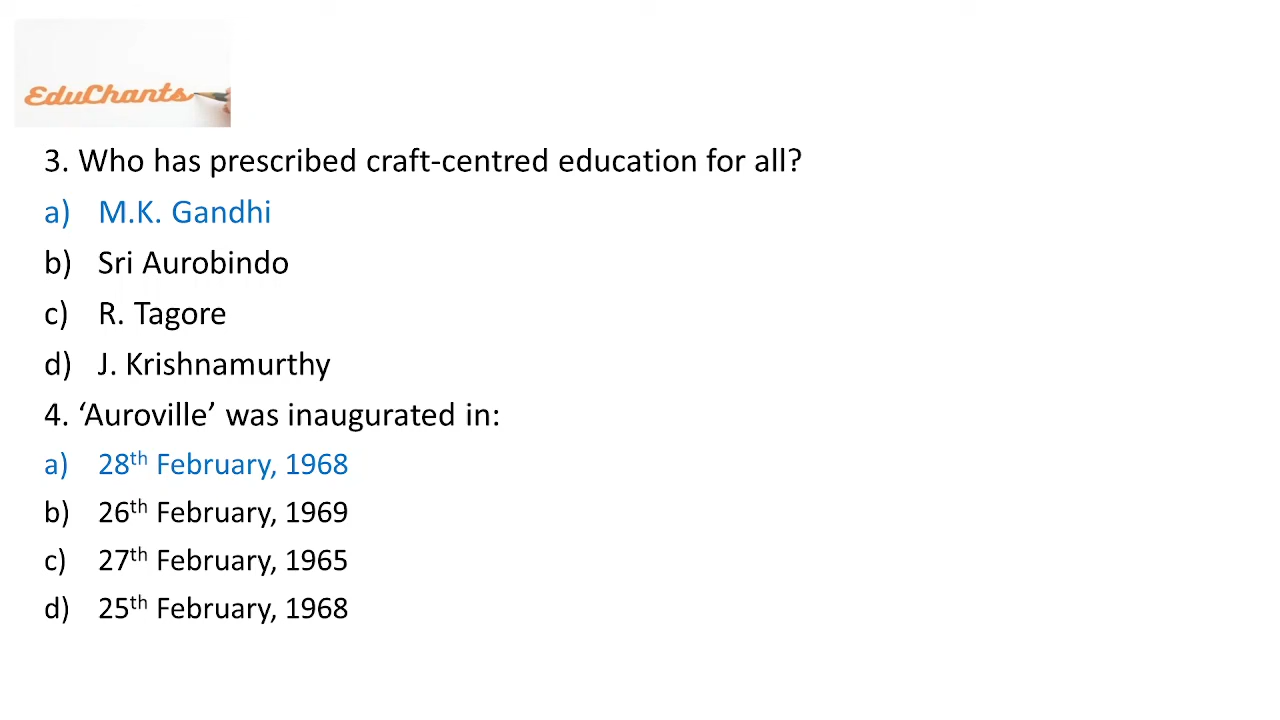 EduChants
3. Who has prescribed craft-centred education for all?
a) M.K. Gandhi
b) Sri Aurobindo
c) R. Tagore
d) J. Krishnamurthy
4. ‘Auroville’ was inaugurated in:
a) 28th February, 1968
b) 26th February, 1969
c) 27th February, 1965
d) 25th February, 1968